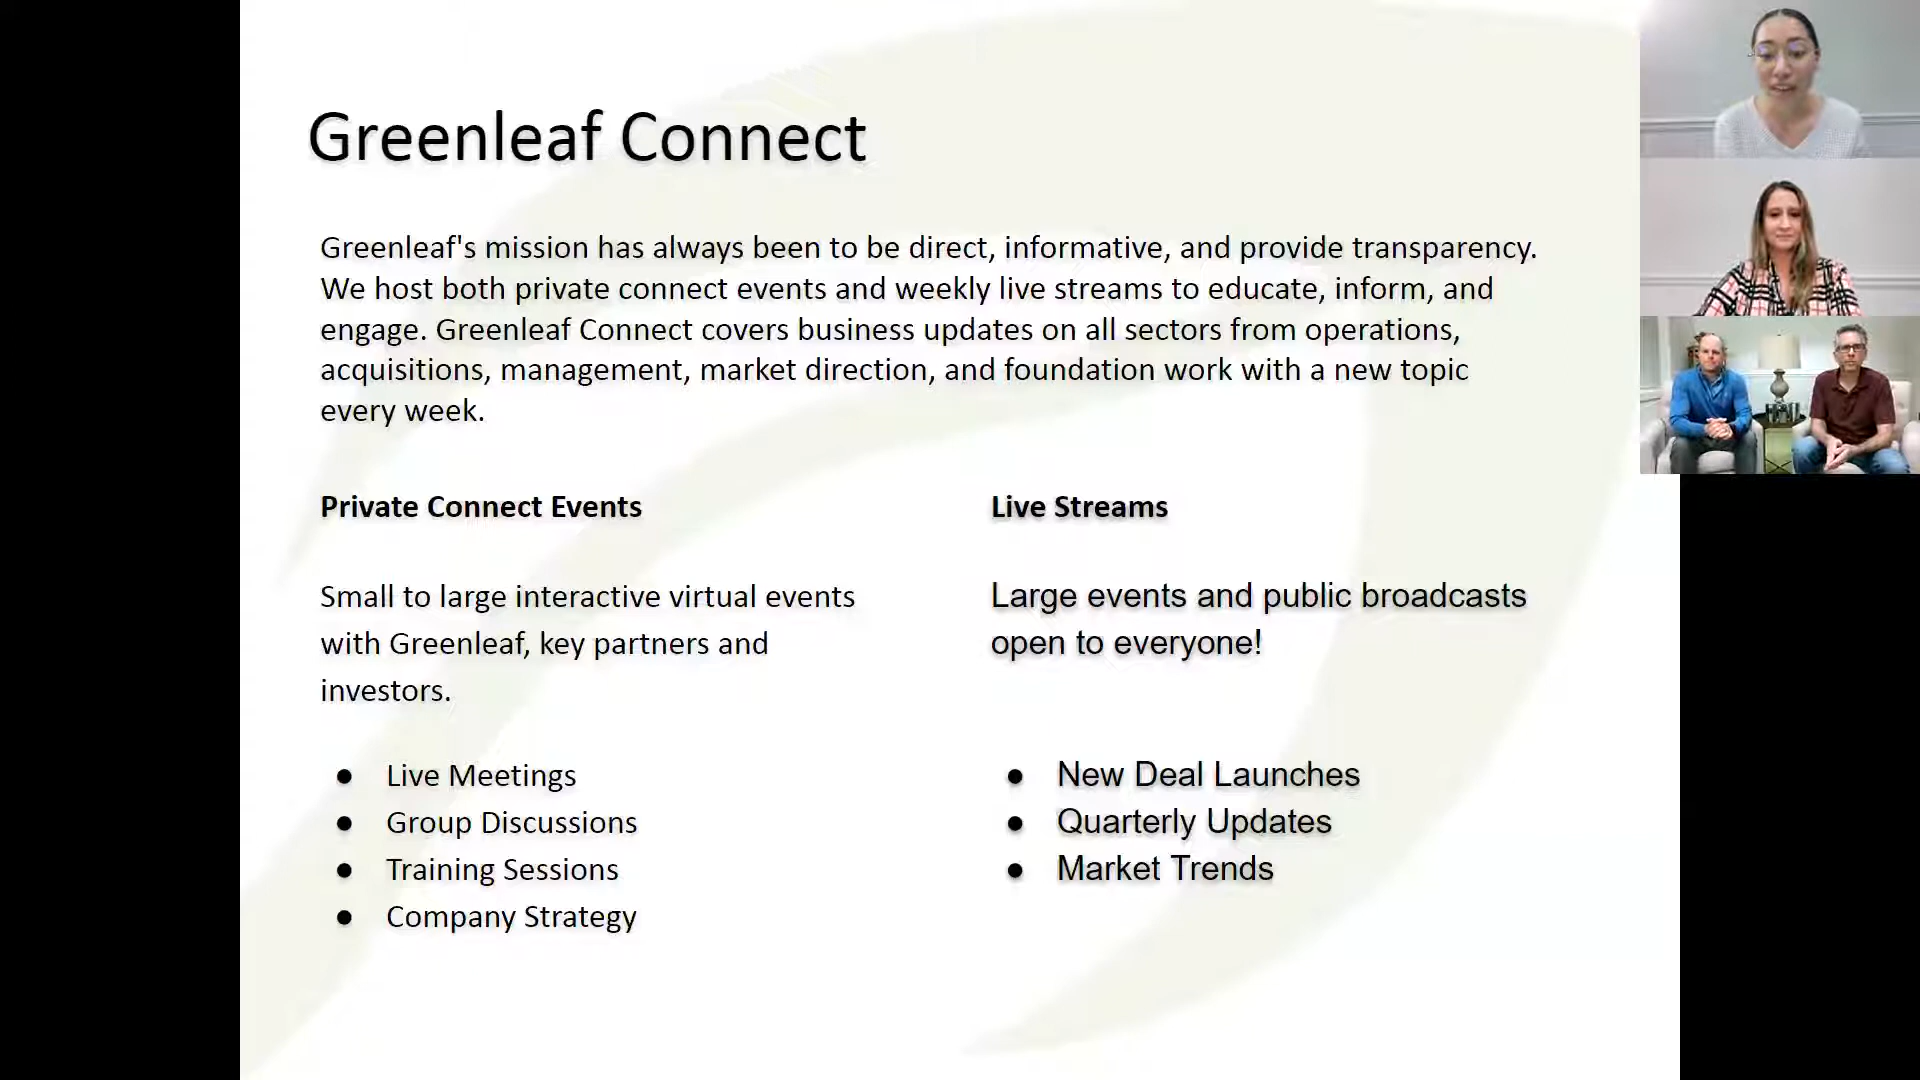 Greenleaf Connect
Greenleaf's mission has always been to be direct, informative, and provide transparency.
We host both private connect events and weekly live streams to educate, inform, and
engage. Greenleaf Connect covers business updates on all sectors from operations,
acquisitions, management, market direction, and foundation work with a new topic
every week.
Private Connect Events
Small to large interactive virtual events
with Greenleaf, key partners and
investors.
● Live Meetings
● Group Discussions
● Training Sessions
● Company Strategy
Live Streams
Large events and public broadcasts
open to everyone!
● New Deal Launches
● Quarterly Updates
● Market Trends